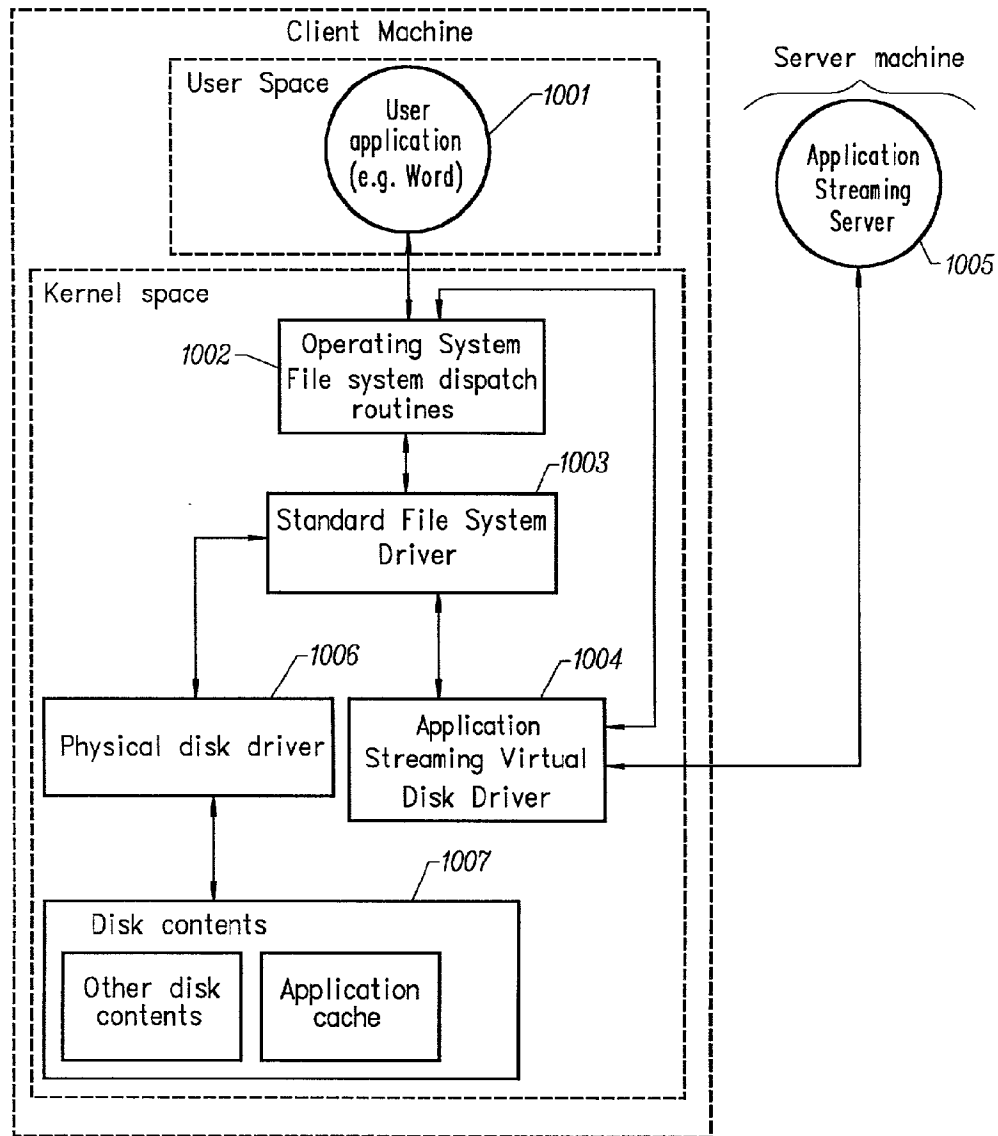 Client Machine
User Space
1001
User
application
(e.g. Word)
Server machine
Application
Streaming
Server
1005
Kernel space
1002
Operating System
File system dispatch
routines
1003
Standard File System
Driver
1006
Physical disk driver
1004
Application
Streaming Virtual
Disk Driver
1007
Disk contents
Other disk
contents
Application
cache